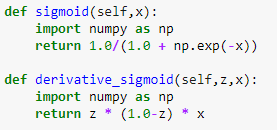 def sigmoid(self,x):
    import numpy as np
    return 1.0/(1.0 + np.exp(-x))

def derivative_sigmoid(self,z,x):
    import numpy as np
    return z * (1.0-z) * x